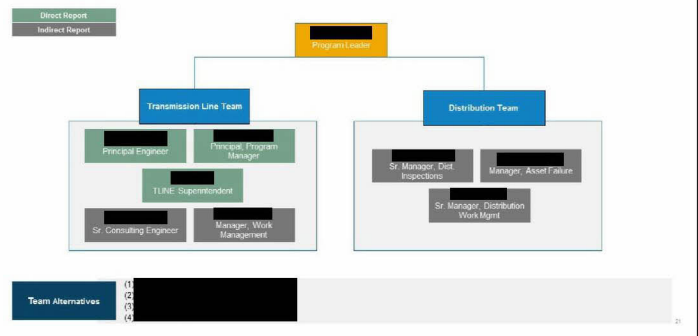 Direct Report
Indirect Report
Program Leader
Transmission Line Team
Distribution Team
Principal Engineer
Principal, Program
Manager
TLINE Superintendent
Sr. Consulting Engineer
Manager, Work
Management
Sr. Manager, Dist.
Inspections
Manager, Asset Failure
Sr. Manager, Distribution
Work Mgmt
Team Alternatives
(1)
(2)
(3)
(4)
21